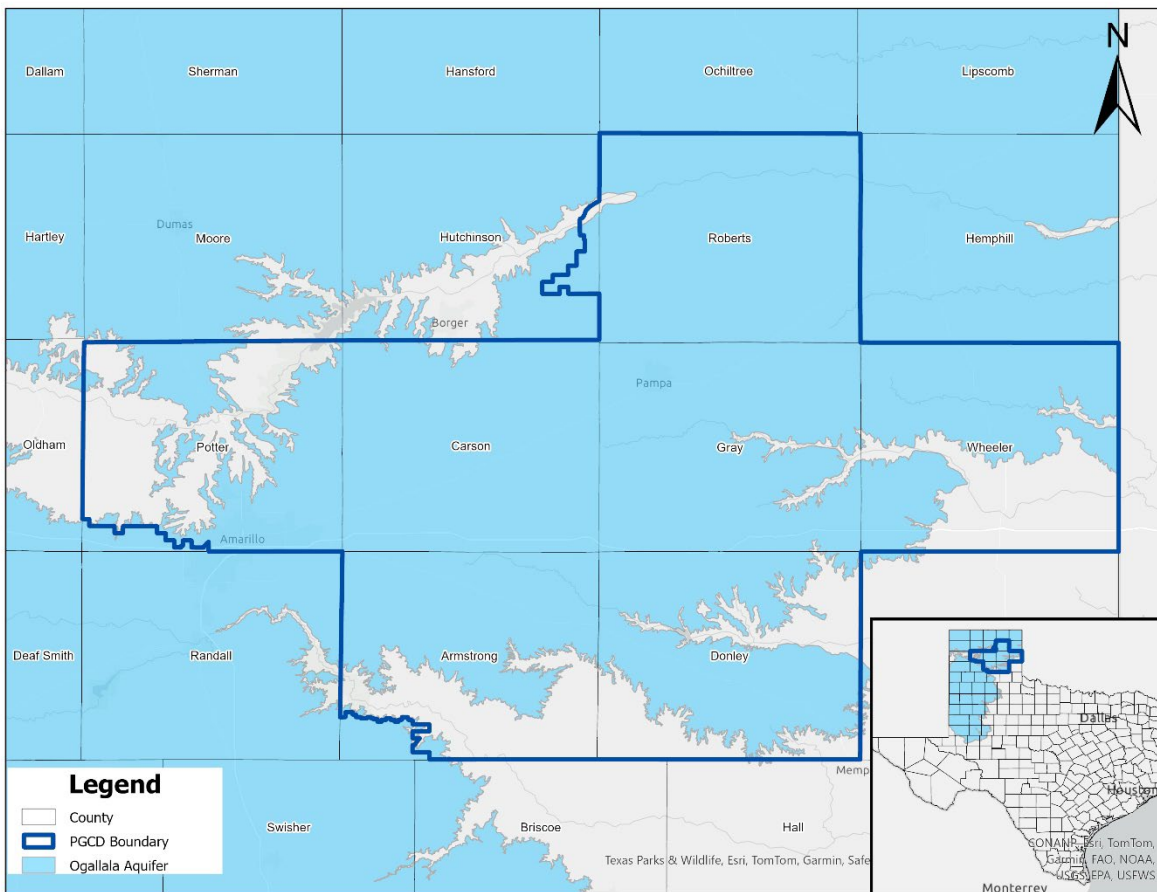 N
Dallam
Sherman
Hansford
Ochiltree
Lipscomb
Dumas
Hartley
Moore
Hutchinson
Roberts
Hemphill
Borger
Pampa
Oldham
Potter
Carson
Gray
Wheeler
Amarillo
Deaf Smith
Randall
Armstrong
Donley
Memp
Swisher
Briscoe
Hall
Texas Parks & Wildlife, Esri, TomTom, Garmin, Safe
Legend
County
PGCD Boundary
Ogallala Aquifer
Dallas
Houston
CONANP, Esri, TomTom,
Garmin, FAO, NOAA,
USGS, EPA, USFWS
Monterrey